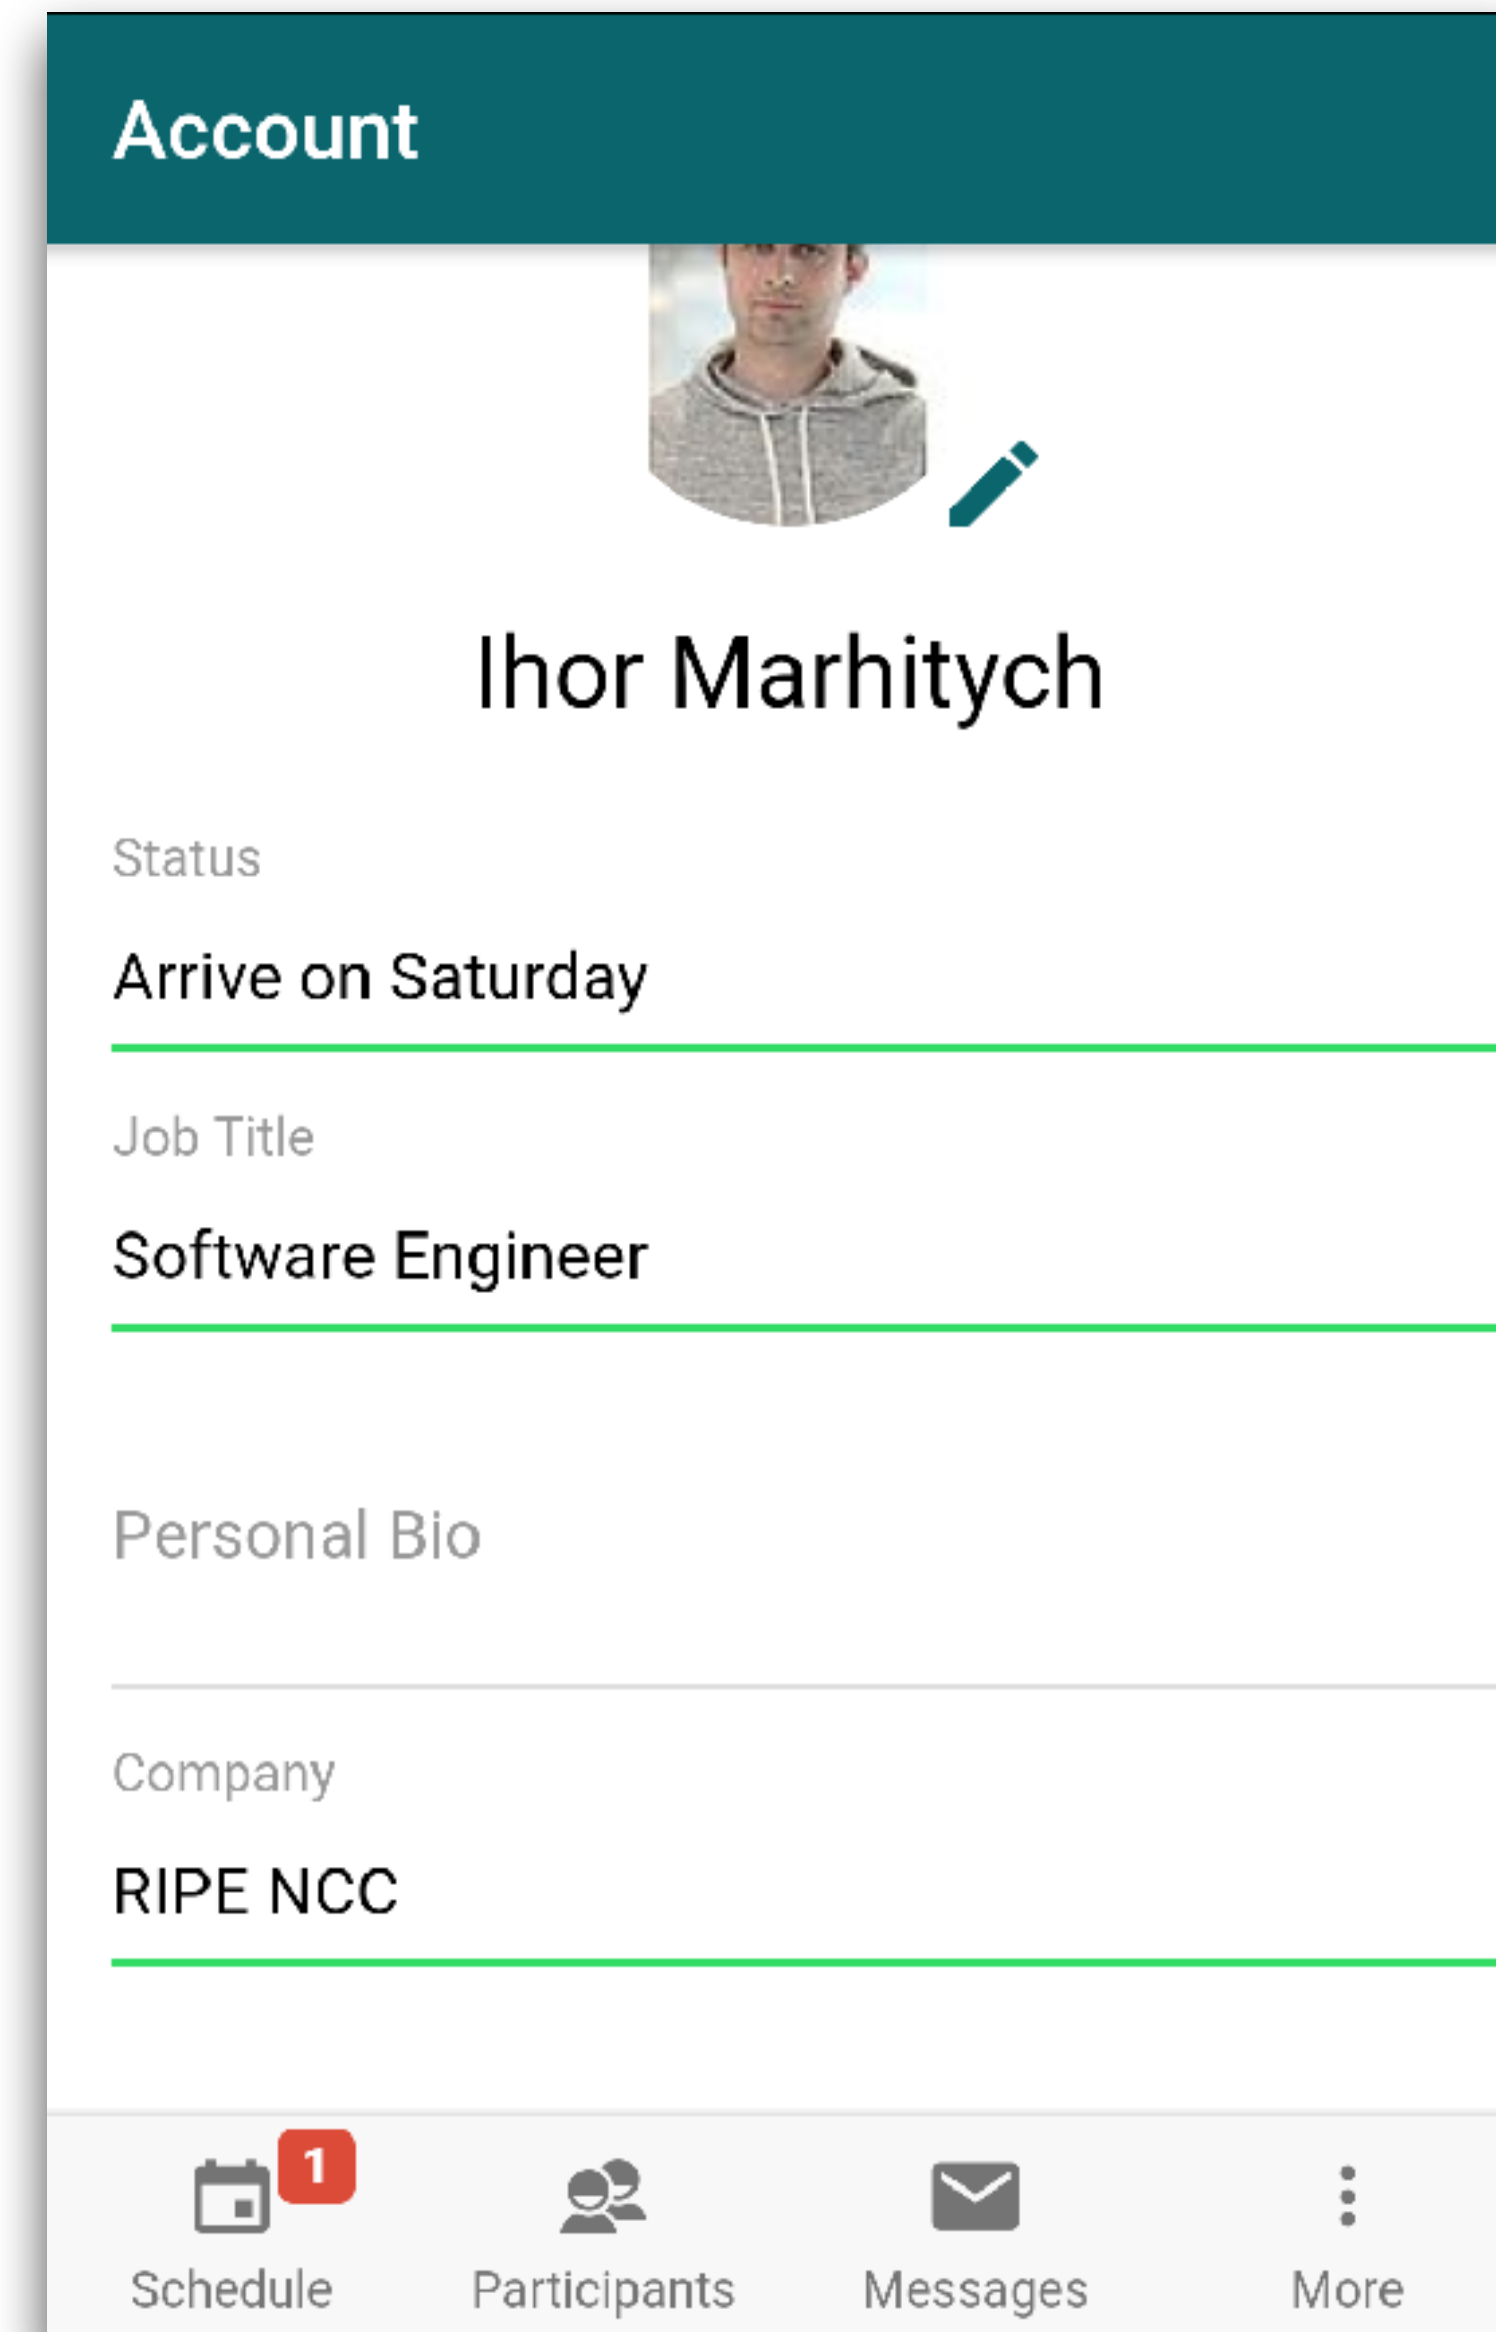 Account
Ihor Marhitych
Status
Arrive on Saturday
Job Title
Software Engineer
Personal Bio
Company
RIPE NCC
1
Schedule
Participants
Messages
More